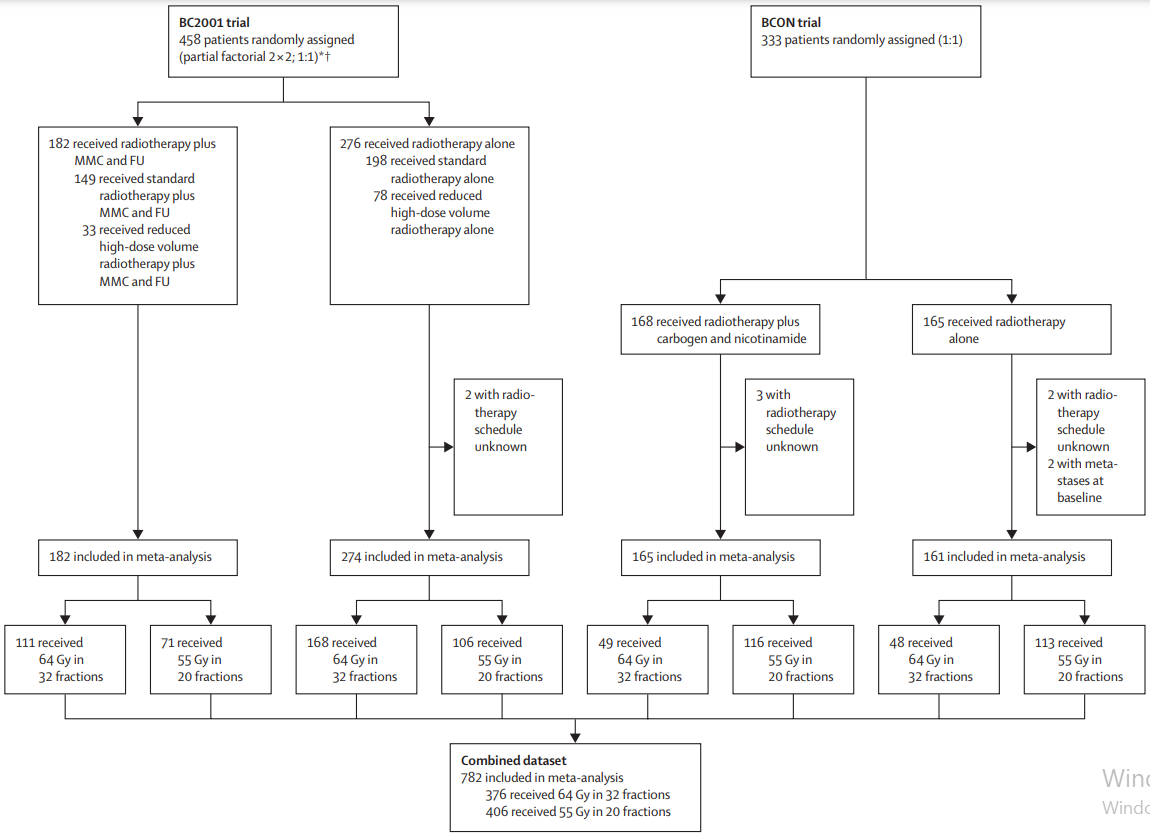 BC2001 trial
458 patients randomly assigned
(partial factorial 2×2; 1:1)*†
BCON trial
333 patients randomly assigned (1:1)
182 received radiotherapy plus
MMC and FU
149 received standard
radiotherapy plus
MMC and FU
33 received reduced
high-dose volume
radiotherapy plus
MMC and FU
276 received radiotherapy alone
198 received standard
radiotherapy alone
78 received reduced
high-dose volume
radiotherapy alone
168 received radiotherapy plus
carbogen and nicotinamide
165 received radiotherapy
alone
2 with radio-
therapy
schedule
unknown
3 with
radiotherapy
schedule
unknown
2 with radio-
therapy
schedule
unknown
2 with meta-
stases at
baseline
182 included in meta-analysis
274 included in meta-analysis
165 included in meta-analysis
161 included in meta-analysis
111 received
64 Gy in
32 fractions
71 received
55 Gy in
20 fractions
168 received
64 Gy in
32 fractions
106 received
55 Gy in
20 fractions
49 received
64 Gy in
32 fractions
116 received
55 Gy in
20 fractions
48 received
64 Gy in
32 fractions
113 received
55 Gy in
20 fractions
Combined dataset
782 included in meta-analysis
376 received 64 Gy in 32 fractions
406 received 55 Gy in 20 fractions